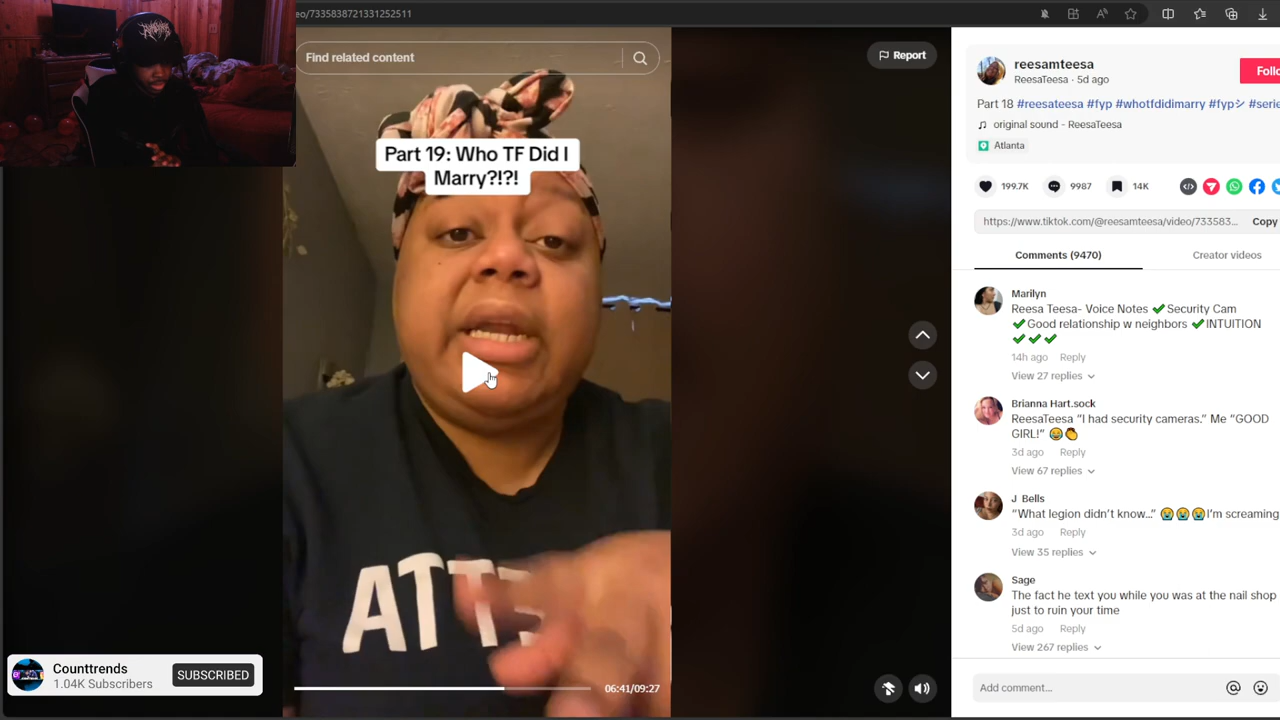 eo/7335838721331252511
Find related content
Report
Part 19: Who TF Did I
Marry?!?!
06:41/09:27
Counttrends
1.04K Subscribers
SUBSCRIBED
reesamteesa
ReesaTeesa · 5d ago
Part 18 #reesateesa #fyp #whotfdidimarry #fypシ #serie
original sound - ReesaTeesa
Atlanta
199.7K 9987 14K
https://www.tiktok.com/@reesamteesa/video/733583... Copy
Comments (9470) Creator videos
Marilyn
Reesa Teesa- Voice Notes ✔Security Cam
✔Good relationship w neighbors ✔INTUITION
✔✔✔
14h ago Reply
View 27 replies
Brianna Hart.sock
ReesaTeesa “I had security cameras.” Me “GOOD
GIRL!” 😂👏
3d ago Reply
View 67 replies
J Bells
“What legion didn’t know...” 😭😭😭I’m screaming
3d ago Reply
View 35 replies
Sage
The fact he text you while you was at the nail shop
just to ruin your time
5d ago Reply
View 267 replies
Add comment...